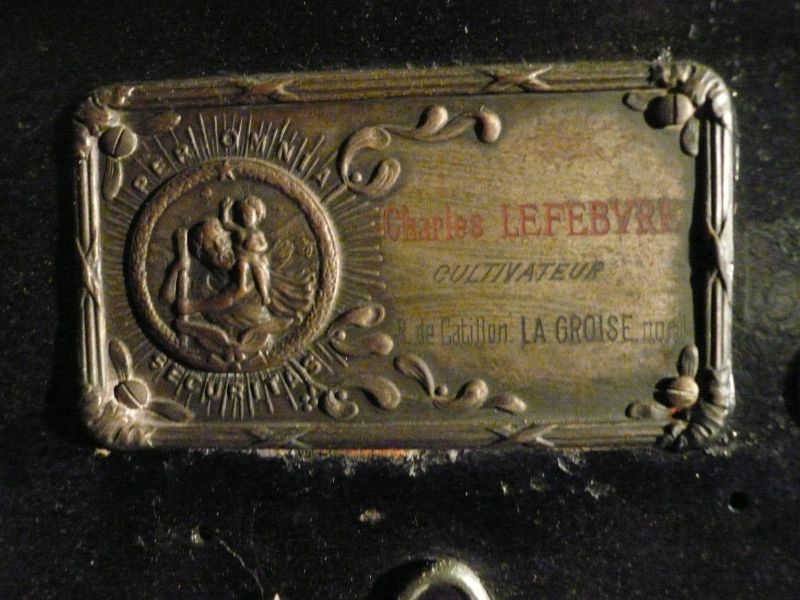 PER OMNIA
SECURITAS
Charles LEFEBVRE
CULTIVATEUR
R. de Catillon. LA GROISE. nord